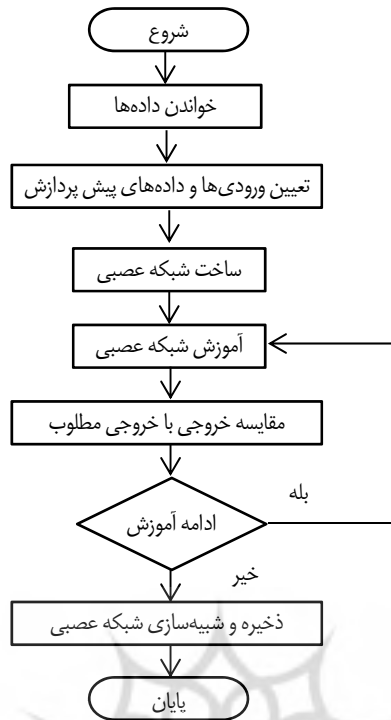 شروع
خواندن داده‌ها
تعیین ورودی‌ها و داده‌های پیش پردازش
ساخت شبکه عصبی
آموزش شبکه عصبی
مقایسه خروجی با خروجی مطلوب
بله
ادامه آموزش
خیر
ذخیره و شبیه‌سازی شبکه عصبی
پایان